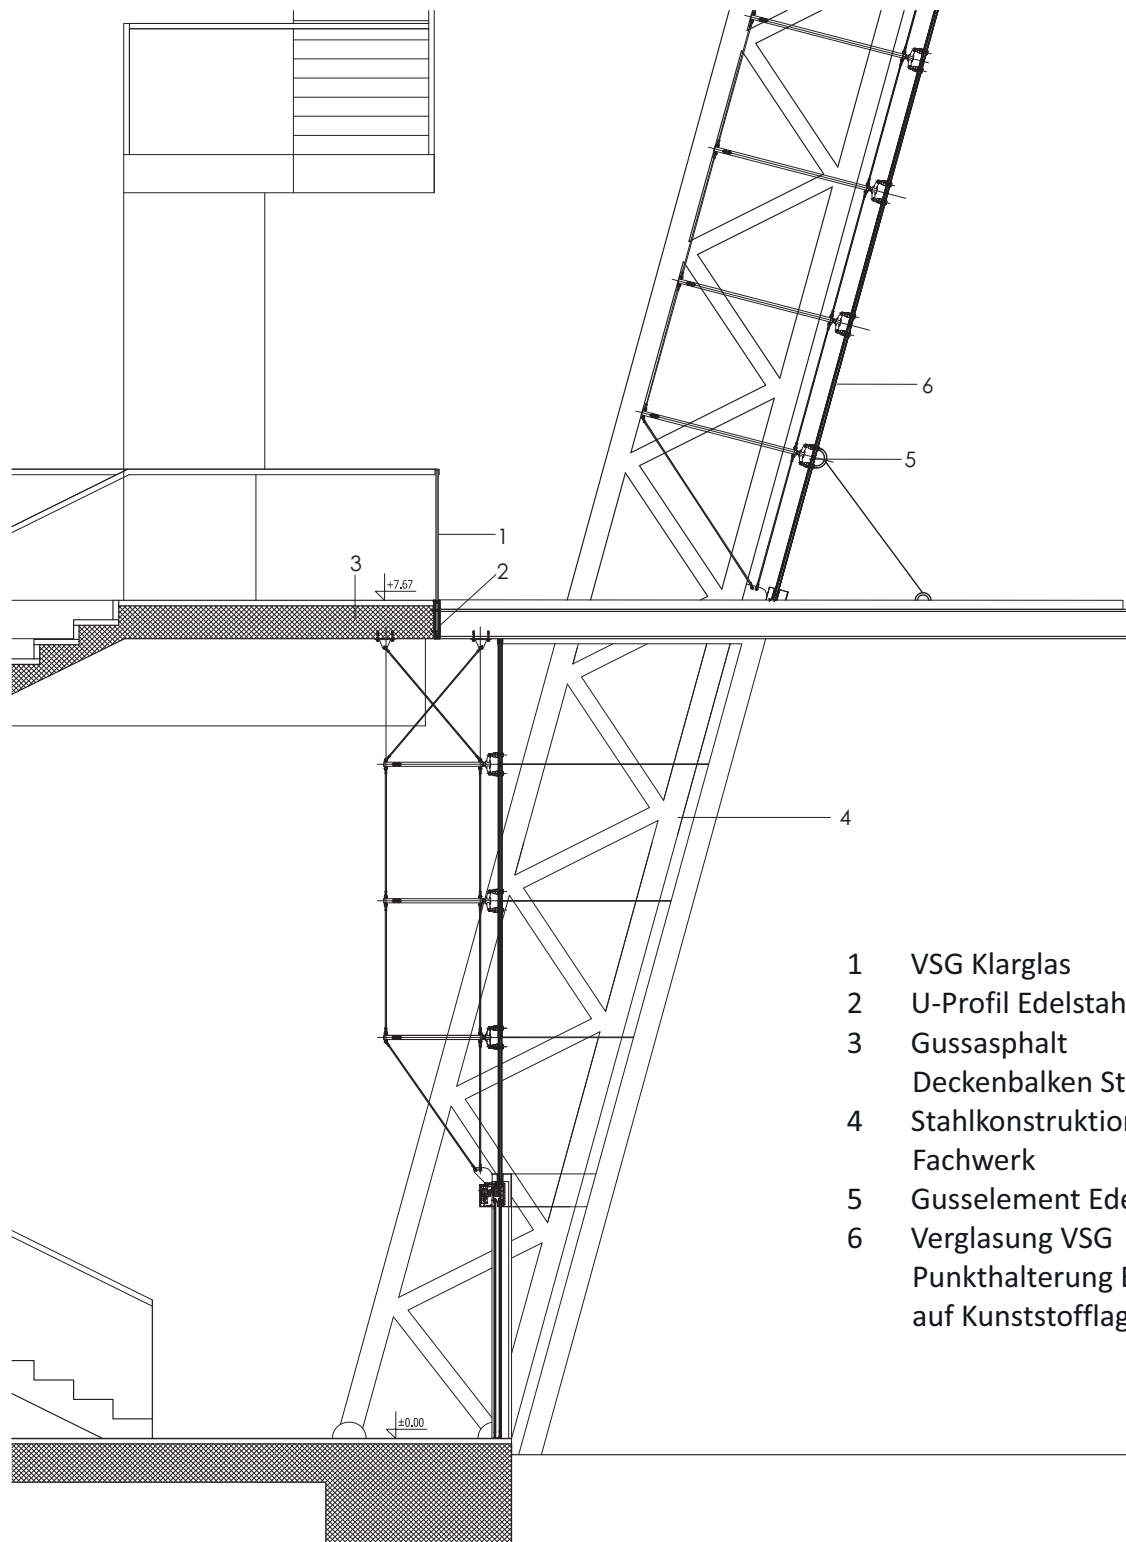 6
5
1
2
3
+7.67
4
1 VSG Klarglas
2 U-Profil Edelstah
3 Gussasphalt
Deckenbalken St
4 Stahlkonstruktion
Fachwerk
5 Gusselement Ede
6 Verglasung VSG
Punkthalterung E
auf Kunststofflag
±0.00